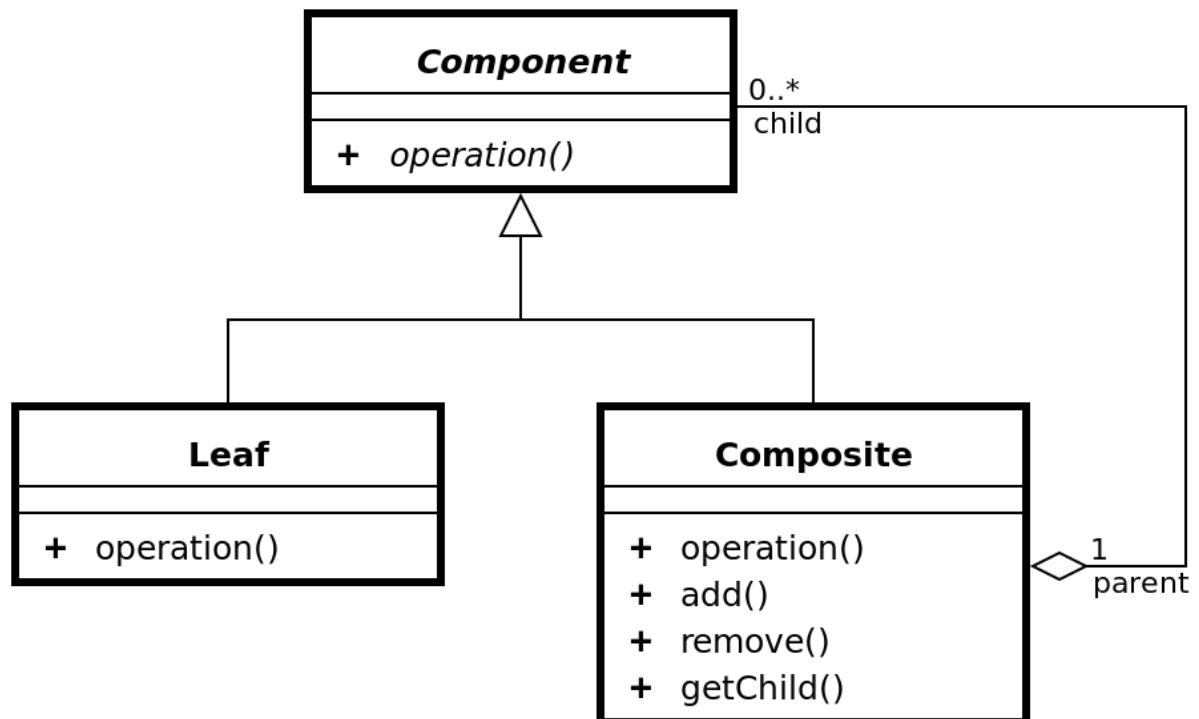 Component
+ operation()
0..*
child
Leaf
+ operation()
Composite
+ operation()
+ add()
+ remove()
+ getChild()
1
parent